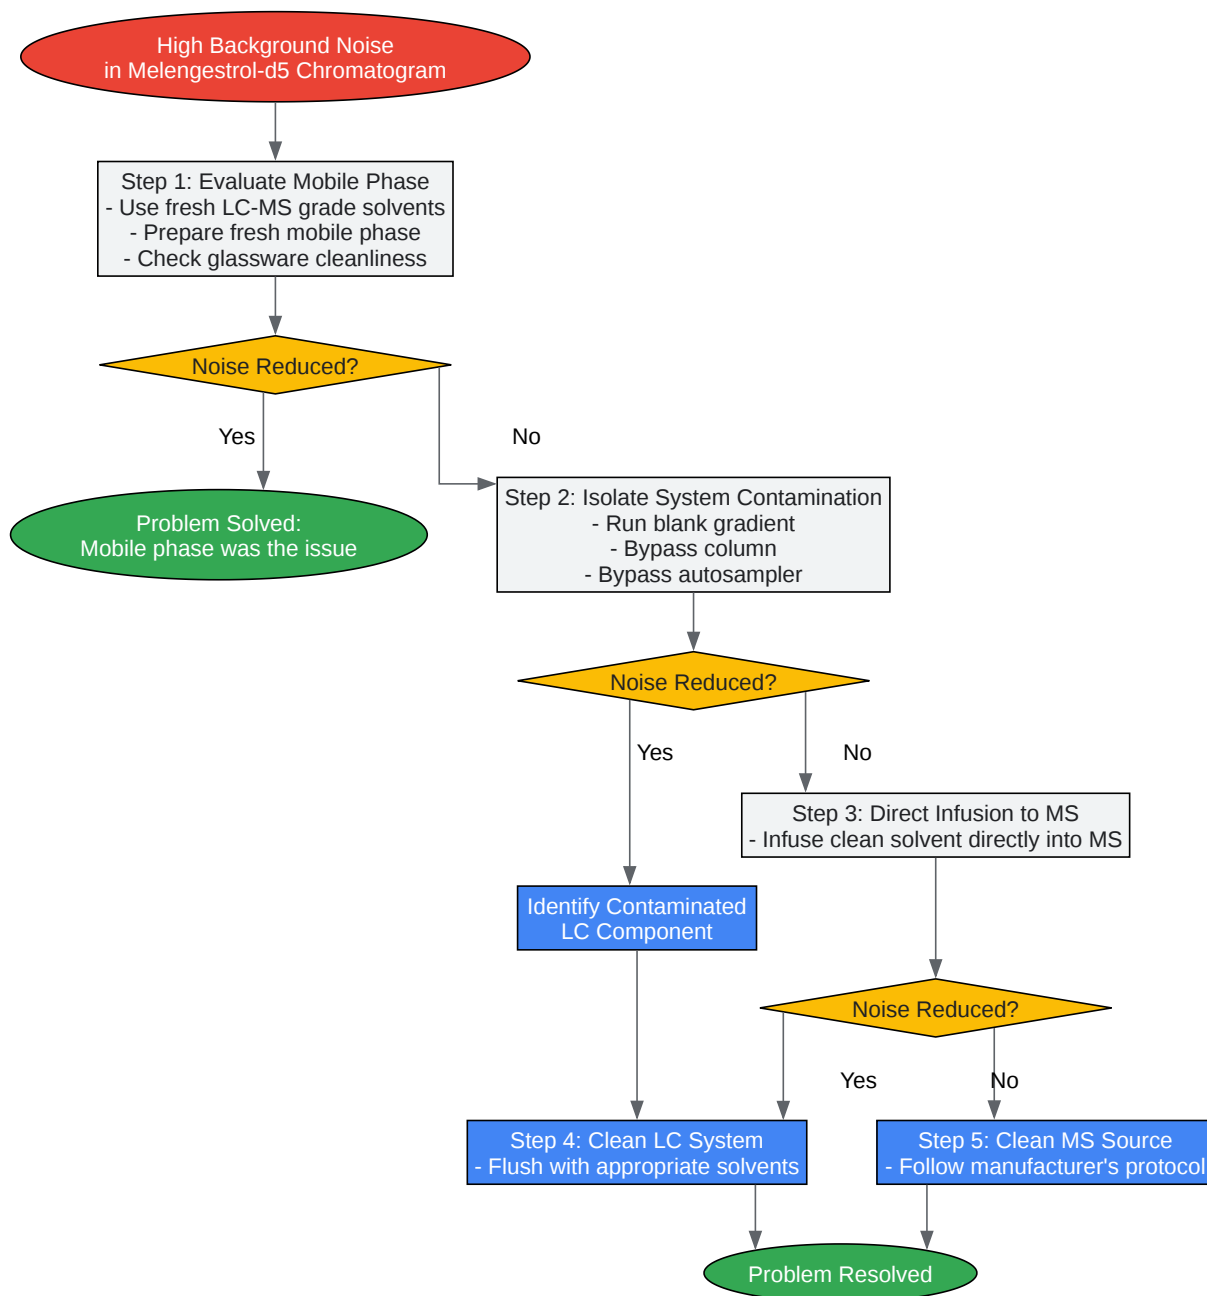 High Background Noise
in Melengestrol-d5 Chromatogram
Step 1: Evaluate Mobile Phase
- Use fresh LC-MS grade solvents
- Prepare fresh mobile phase
- Check glassware cleanliness
Noise Reduced?
Yes
No
Problem Solved:
Mobile phase was the issue
Step 2: Isolate System Contamination
- Run blank gradient
- Bypass column
- Bypass autosampler
Noise Reduced?
Yes
No
Step 3: Direct Infusion to MS
- Infuse clean solvent directly into MS
Identify Contaminated
LC Component
Noise Reduced?
Yes
No
Step 4: Clean LC System
- Flush with appropriate solvents
Step 5: Clean MS Source
- Follow manufacturer's protocol
Problem Resolved